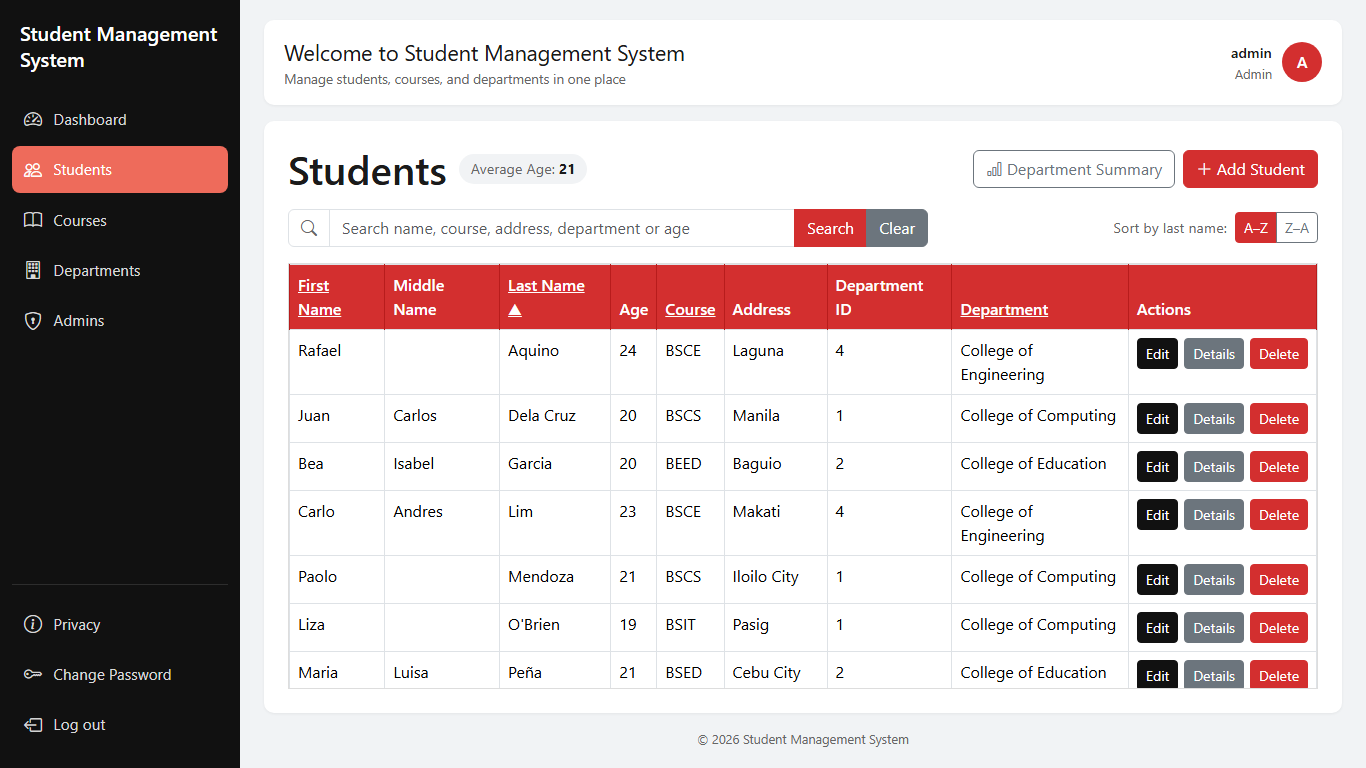 Student Management
System
Dashboard
Students
Courses
Departments
Admins
Privacy
Change Password
Log out
Welcome to Student Management System
Manage students, courses, and departments in one place
admin
Admin
A
Students
Average Age: 21
Department Summary
+ Add Student
Search name, course, address, department or age
Search
Clear
Sort by last name:
A–Z
Z–A
First Name Middle Name Last Name ▲ Age Course Address Department ID Department Actions
Rafael Aquino 24 BSCE Laguna 4 College of Engineering Edit Details Delete
Juan Carlos Dela Cruz 20 BSCS Manila 1 College of Computing Edit Details Delete
Bea Isabel Garcia 20 BEED Baguio 2 College of Education Edit Details Delete
Carlo Andres Lim 23 BSCE Makati 4 College of Engineering Edit Details Delete
Paolo Mendoza 21 BSCS Iloilo City 1 College of Computing Edit Details Delete
Liza O'Brien 19 BSIT Pasig 1 College of Computing Edit Details Delete
Maria Luisa Peña 21 BSED Cebu City 2 College of Education Edit Details Delete
© 2026 Student Management System